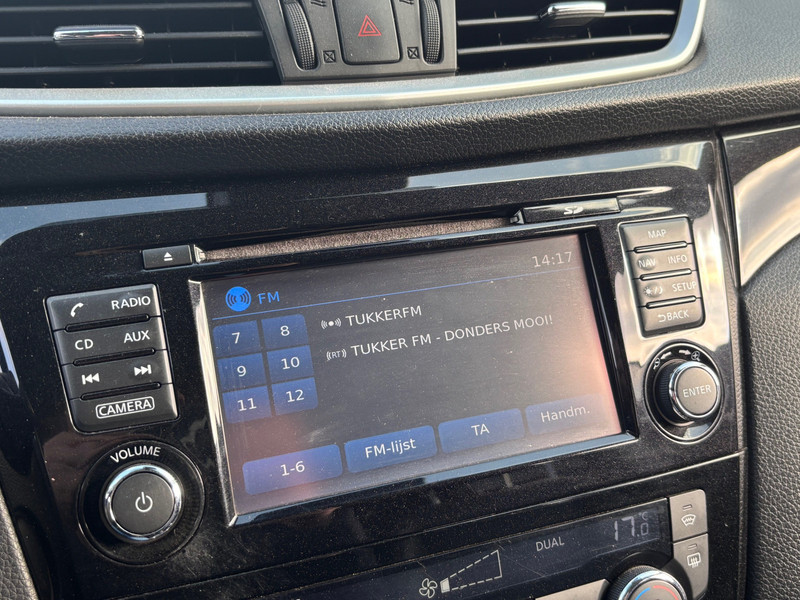 SD
MAP
NAV INFO
SETUP
BACK
ENTER
RADIO
CD AUX
CAMERA
VOLUME
FM
14:17
7 8
9 10
11 12
TUKKERFM
RT TUKKER FM - DONDERS MOOI!
1-6
FM-lijst
TA
Handm.
DUAL
17.0
°C